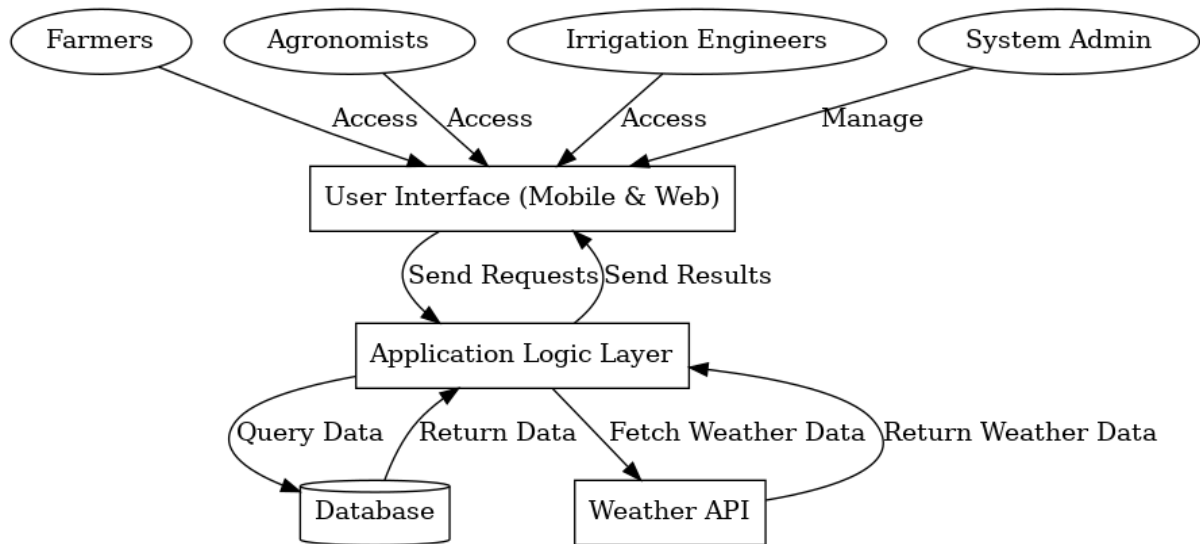 Farmers
Agronomists
Irrigation Engineers
System Admin
Access
Access
Access
Manage
User Interface (Mobile & Web)
Send Requests
Send Results
Application Logic Layer
Query Data
Return Data
Fetch Weather Data
Return Weather Data
Database
Weather API